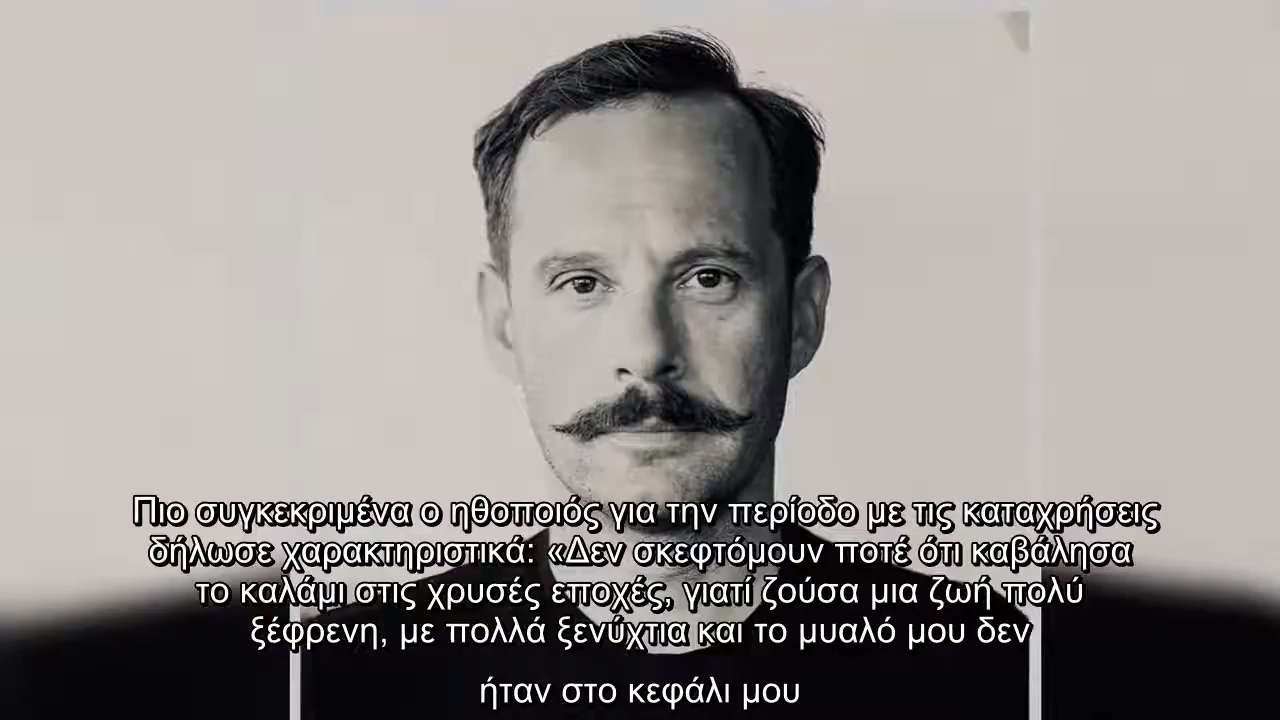 Πιο συγκεκριμένα ο ηθοποιός για την περίοδο με τις καταχρήσεις
δήλωσε χαρακτηριστικά: «Δεν σκεφτόμουν ποτέ ότι καβάλησα
το καλάμι στις χρυσές εποχές, γιατί ζούσα μια ζωή πολύ
ξέφρενη, με πολλά ξενύχτια και το μυαλό μου δεν
ήταν στο κεφάλι μου